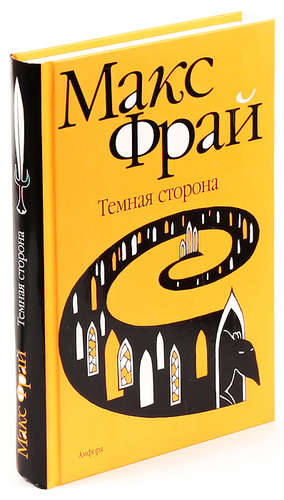 Макс
Фрай
Темная сторона
Амфора
Макс Фрай Темная сторона